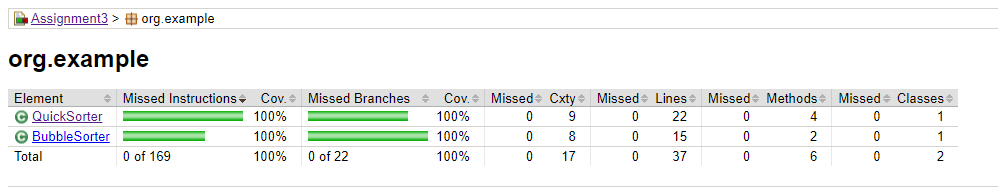 Assignment3 > org.example
org.example
Element Missed Instructions Cov. Missed Branches Cov. Missed Cxty Missed Lines Missed Methods Missed Classes
C QuickSorter 100% 100% 0 9 0 22 0 4 0 1
C BubbleSorter 100% 100% 0 8 0 15 0 2 0 1
Total 0 of 169 100% 0 of 22 100% 0 17 0 37 0 6 0 2